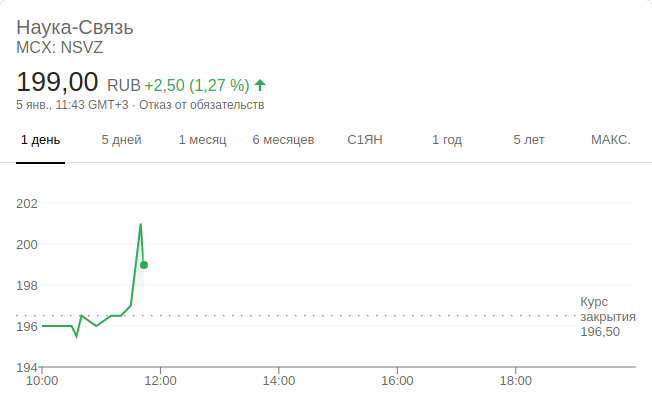 Наука-Связь
MCX: NSVZ
199,00 RUB +2,50 (1,27 %)
5 янв., 11:43 GMT+3 · Отказ от обязательств
1 день 5 дней 1 месяц 6 месяцев С1ЯН 1 год 5 лет МАКС.
202
200
198
196
194
Курс
закрытия
196,50
10:00 12:00 14:00 16:00 18:00